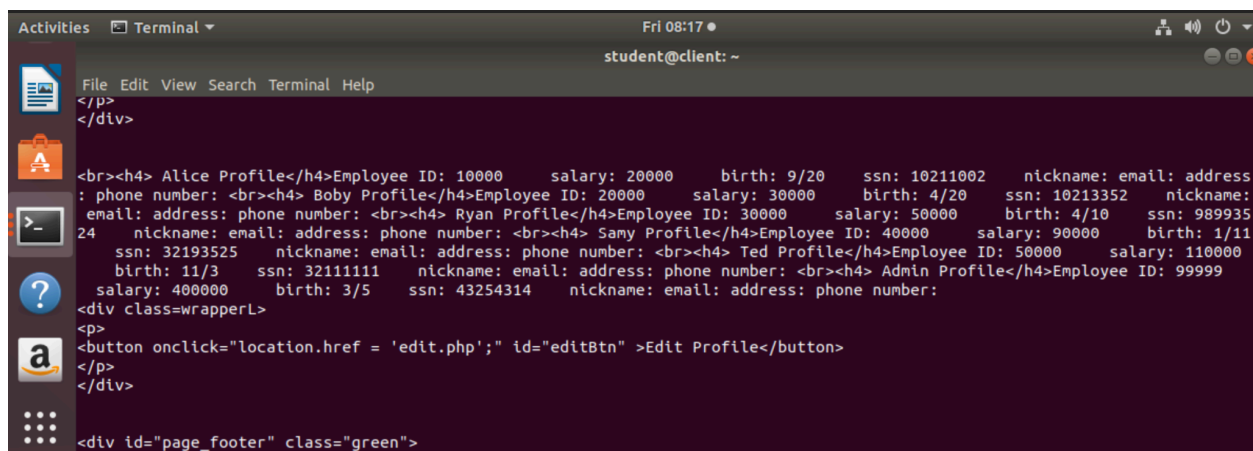 Activities Terminal Fri 08:17
student@client: ~
File Edit View Search Terminal Help
</p>
</div>
<br><h4> Alice Profile</h4>Employee ID: 10000 salary: 20000 birth: 9/20 ssn: 10211002 nickname: email: address
: phone number: <br><h4> Boby Profile</h4>Employee ID: 20000 salary: 30000 birth: 4/20 ssn: 10213352 nickname:
email: address: phone number: <br><h4> Ryan Profile</h4>Employee ID: 30000 salary: 50000 birth: 4/10 ssn: 989935
24 nickname: email: address: phone number: <br><h4> Samy Profile</h4>Employee ID: 40000 salary: 90000 birth: 1/11
ssn: 32193525 nickname: email: address: phone number: <br><h4> Ted Profile</h4>Employee ID: 50000 salary: 110000
birth: 11/3 ssn: 32111111 nickname: email: address: phone number: <br><h4> Admin Profile</h4>Employee ID: 99999
salary: 400000 birth: 3/5 ssn: 43254314 nickname: email: address: phone number:
<div class=wrapperL>
<p>
<button onclick="location.href = 'edit.php';" id="editBtn" >Edit Profile</button>
</p>
</div>
<div id="page_footer" class="green">